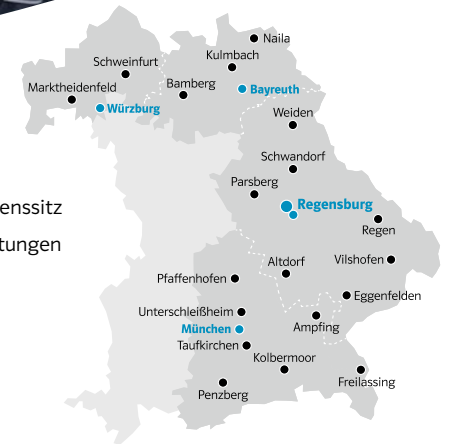 Naila
Kulmbach
Schweinfurt
Bamberg
Bayreuth
Marktheidenfeld
Würzburg
Weiden
Schwandorf
Parsberg
enssitz
Regensburg
Regen
tungen
Altdorf
Vilshofen
Pfaffenhofen
Eggenfelden
Unterschleißheim
Ampfing
München
Taufkirchen
Kolbermoor
Freilassing
Penzberg